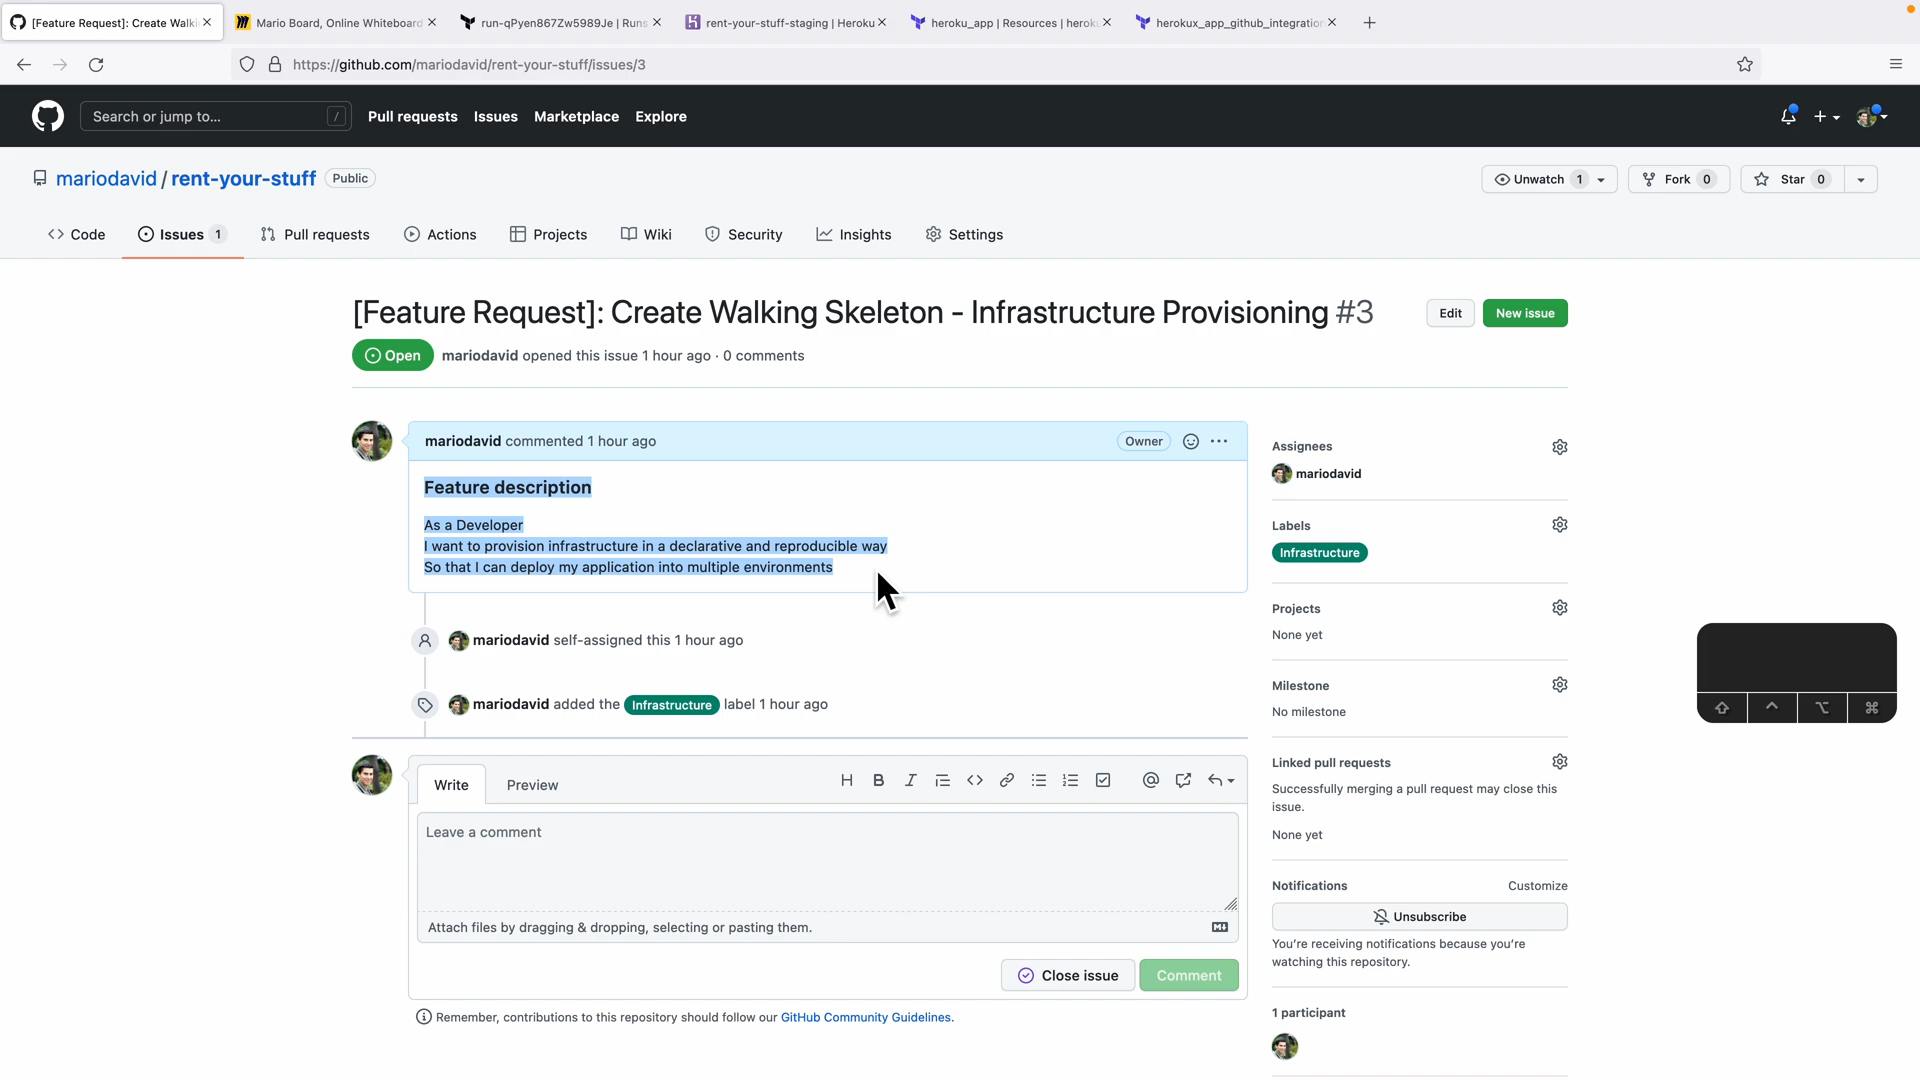 [Feature Request]: Create Walki
Mario Board, Online Whiteboard
run-qPyen867Zw5989Je | Runs
rent-your-stuff-staging | Heroku
heroku_app | Resources | herok
herokux_app_github_integration
https://github.com/mariodavid/rent-your-stuff/issues/3
Search or jump to...
/
Pull requests
Issues
Marketplace
Explore
mariodavid / rent-your-stuff
Public
Unwatch 1
Fork 0
Star 0
Code
Issues 1
Pull requests
Actions
Projects
Wiki
Security
Insights
Settings
[Feature Request]: Create Walking Skeleton - Infrastructure Provisioning #3
Edit
New issue
Open
mariodavid opened this issue 1 hour ago · 0 comments
mariodavid commented 1 hour ago
Owner
Feature description
As a Developer
I want to provision infrastructure in a declarative and reproducible way
So that I can deploy my application into multiple environments
mariodavid self-assigned this 1 hour ago
mariodavid added the Infrastructure label 1 hour ago
Write
Preview
Leave a comment
Attach files by dragging & dropping, selecting or pasting them.
Close issue
Comment
Remember, contributions to this repository should follow our GitHub Community Guidelines.
Assignees
mariodavid
Labels
Infrastructure
Projects
None yet
Milestone
No milestone
Linked pull requests
Successfully merging a pull request may close this
issue.
None yet
Notifications
Customize
Unsubscribe
You're receiving notifications because you're
watching this repository.
1 participant